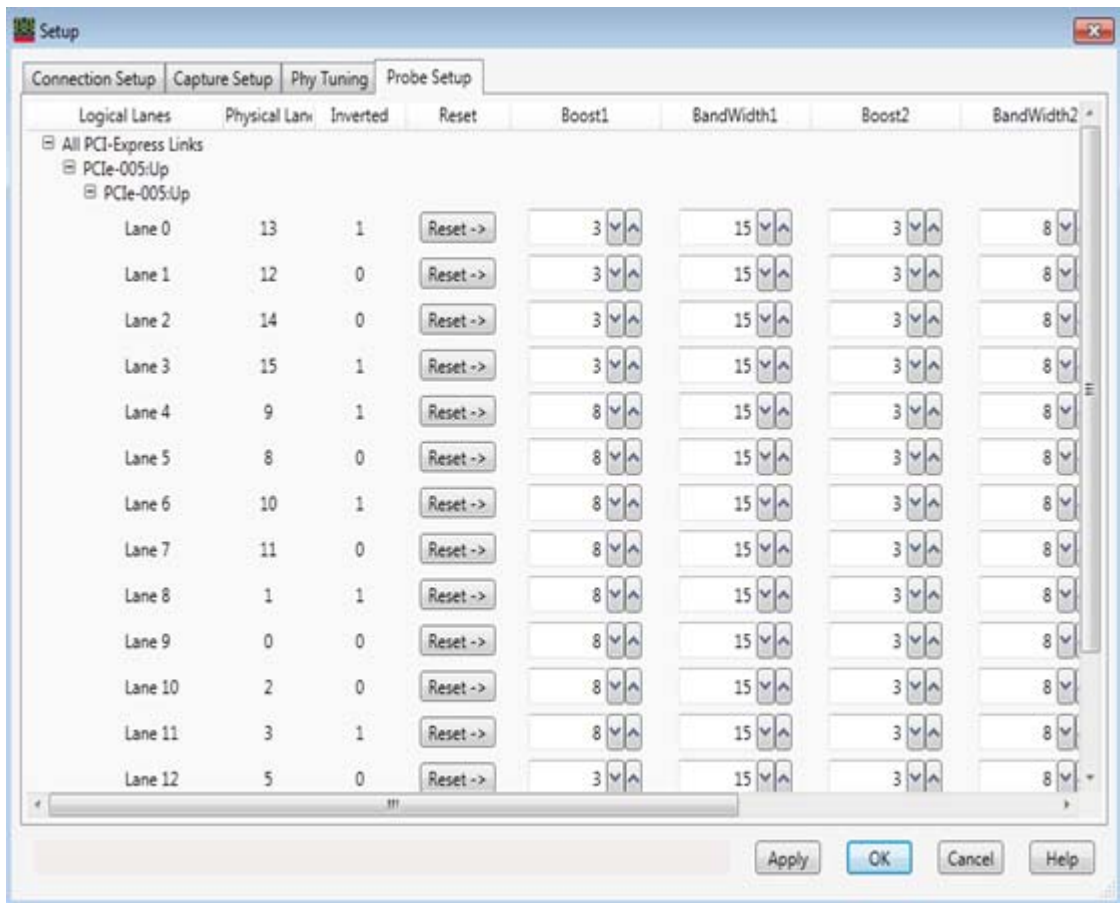 Setup
Connection Setup Capture Setup Phy Tuning Probe Setup
Logical Lanes Physical Lane Inverted Reset Boost1 BandWidth1 Boost2 BandWidth2
All PCI-Express Links
PCIe-005:Up
PCIe-005:Up
Lane 0 13 1 Reset -> 3 15 3 8
Lane 1 12 0 Reset -> 3 15 3 8
Lane 2 14 0 Reset -> 3 15 3 8
Lane 3 15 1 Reset -> 3 15 3 8
Lane 4 9 1 Reset -> 8 15 3 8
Lane 5 8 0 Reset -> 8 15 3 8
Lane 6 10 1 Reset -> 8 15 3 8
Lane 7 11 0 Reset -> 8 15 3 8
Lane 8 1 1 Reset -> 8 15 3 8
Lane 9 0 0 Reset -> 8 15 3 8
Lane 10 2 0 Reset -> 8 15 3 8
Lane 11 3 1 Reset -> 8 15 3 8
Lane 12 5 0 Reset -> 3 15 3 8
Apply OK Cancel Help